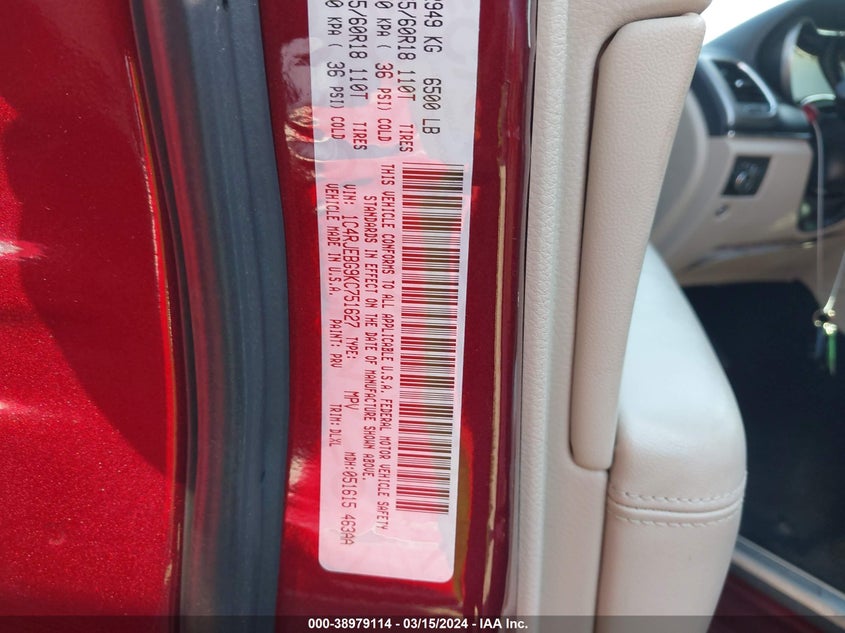 949 KG 6500 LB
5/60R18 110T TIRES
0 KPA ( 36 PSI) COLD
5/60R18 110T TIRES
0 KPA ( 36 PSI) COLD
THIS VEHICLE CONFORMS TO ALL APPLICABLE U.S.A. FEDERAL MOTOR VEHICLE SAFETY
STANDARDS IN EFFECT ON THE DATE OF MANUFACTURE SHOWN ABOVE.
VIN: 1C4RJEBG9KC751627 TYPE: MPV MDH:051615 463AA
VEHICLE MADE IN U.S.A. PAINT: PRV TRIM: DLXL
000-38979114 - 03/15/2024 - IAA Inc.